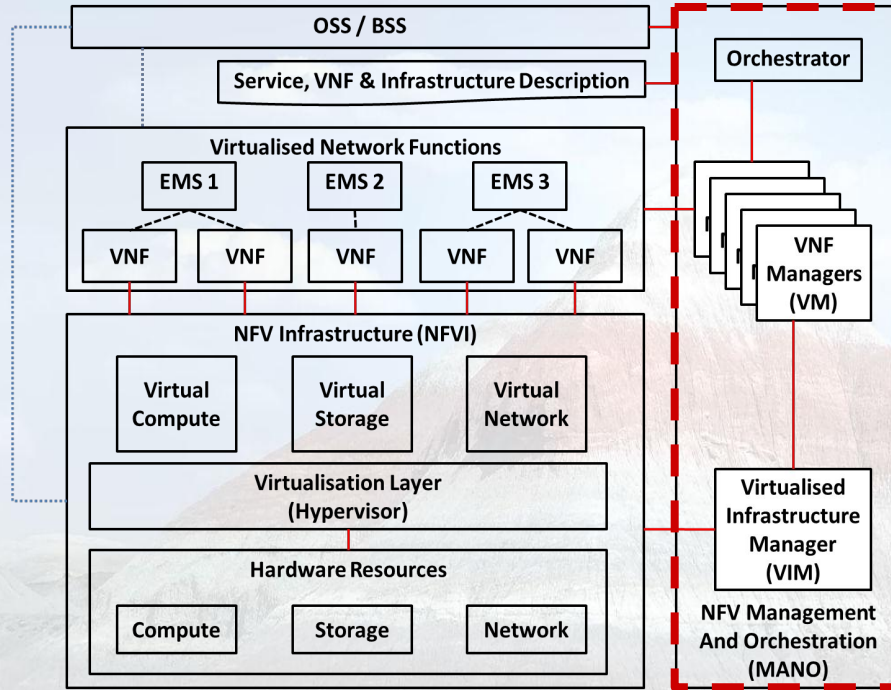 OSS / BSS
Service, VNF & Infrastructure Description
Orchestrator
Virtualised Network Functions
EMS 1
EMS 2
EMS 3
VNF
VNF
VNF
VNF
VNF
VNF
Managers
(VM)
NFV Infrastructure (NFVI)
Virtual
Compute
Virtual
Storage
Virtual
Network
Virtualisation Layer
(Hypervisor)
Virtualised
Infrastructure
Manager
(VIM)
Hardware Resources
Compute
Storage
Network
NFV Management
And Orchestration
(MANO)